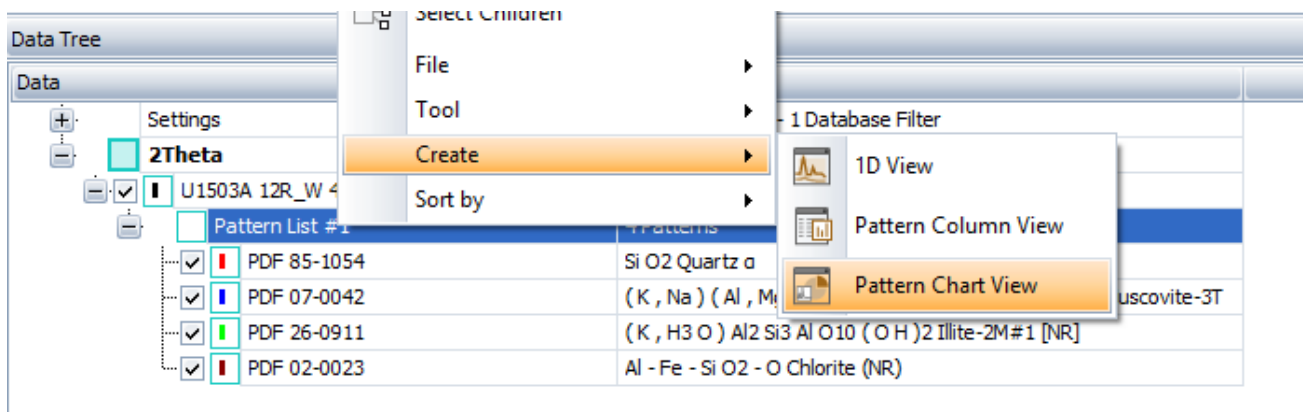 Select Children
Data Tree
File
Data
Tool
Settings
- 1 Database Filter
2Theta
Create
1D View
U1503A 12R_W 4
Sort by
Pattern Column View
Pattern List #1
4 Patterns
PDF 85-1054
Si O2 Quartz α
Pattern Chart View
PDF 07-0042
( K , Na ) ( Al , M
uscovite-3T
PDF 26-0911
( K , H3 O ) Al2 Si3 Al O10 ( O H )2 Illite-2M#1 [NR]
PDF 02-0023
Al - Fe - Si O2 - O Chlorite (NR)